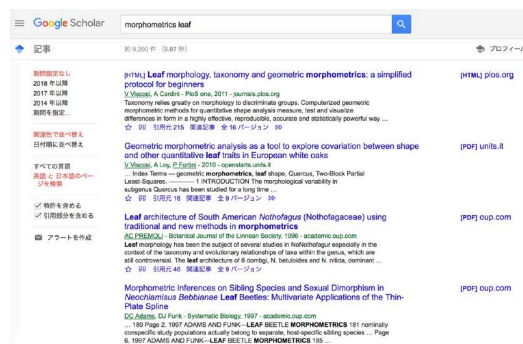 Google Scholar
morphometrics leaf
記事
約 9,200 件 (0.07 秒)
プロフィール
期間指定なし
2018 年以降
2017 年以降
2014 年以降
期間を指定...
関連性で並べ替え
日付順に並べ替え
すべての言語
英語 と 日本語のページを検索
特許を含める
引用部分を含める
アラートを作成
[HTML] Leaf morphology, taxonomy and geometric morphometrics: a simplified
protocol for beginners
[HTML] plos.org
V Viscosi, A Cardini - PloS one, 2011 - journals.plos.org
Taxonomy relies greatly on morphology to discriminate groups. Computerized geometric
morphometric methods for quantitative shape analysis measure, test and visualize
differences in form in a highly effective, reproducible, accurate and statistically powerful way ...
引用元 215 関連記事 全 16 バージョン
Geometric morphometric analysis as a tool to explore covariation between shape
and other quantitative leaf traits in European white oaks
[PDF] units.it
V Viscosi, A Loy, P Fortini - 2010 - openstarts.units.it
... Index Terms — geometric morphometrics, leaf shape, Quercus, Two-Block Partial
Least-Squares. ————— 1 INTRODUCTION The morphological variability in
subgenus Quercus has been studied for a long time ...
引用元 16 関連記事 全 9 バージョン
Leaf architecture of South American Nothofagus (Nothofagaceae) using
traditional and new methods in morphometrics
[PDF] oup.com
AC PREMOLI - Botanical Journal of the Linnean Society, 1996 - academic.oup.com
Leaf morphology has been the subject of several studies in NoNothofagur especially in the
context of the taxonomy and evolutionary relationships of taxa within the genus, which are
still controversial. The leaf architecture of 8 dombgi, N. betuloides and N. nitida, dominant ...
引用元 46 関連記事 全 9 バージョン
Morphometric Inferences on Sibling Species and Sexual Dimorphism in
Neochlamisus Bebbianae Leaf Beetles: Multivariate Applications of the Thin-
Plate Spline
[PDF] oup.com
DC Adams, DJ Funk - Systematic Biology, 1997 - academic.oup.com
... 180 Page 2. 1997 ADAMS AND FUNK—LEAF BEETLE MORPHOMETRICS 181 nominally
conspecific study populations actually belong to separate, host-specific sibling species ... Page
6. 1997 ADAMS AND FUNK—LEAF BEETLE MORPHOMETRICS 185 ...